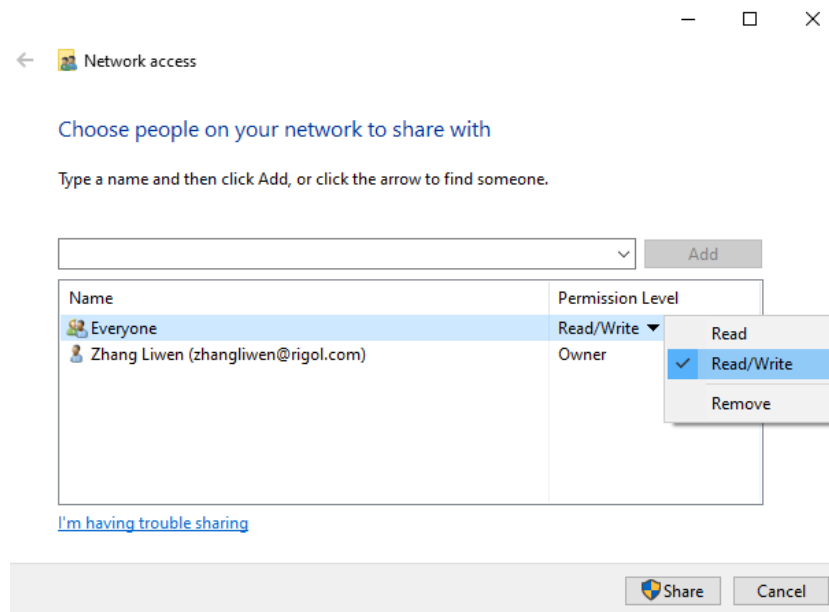 Network access
Choose people on your network to share with
Type a name and then click Add, or click the arrow to find someone.
Add
Name Permission Level
Everyone Read/Write
Zhang Liwen (zhangliwen@rigol.com) Owner
Read
Read/Write
Remove
I'm having trouble sharing
Share Cancel